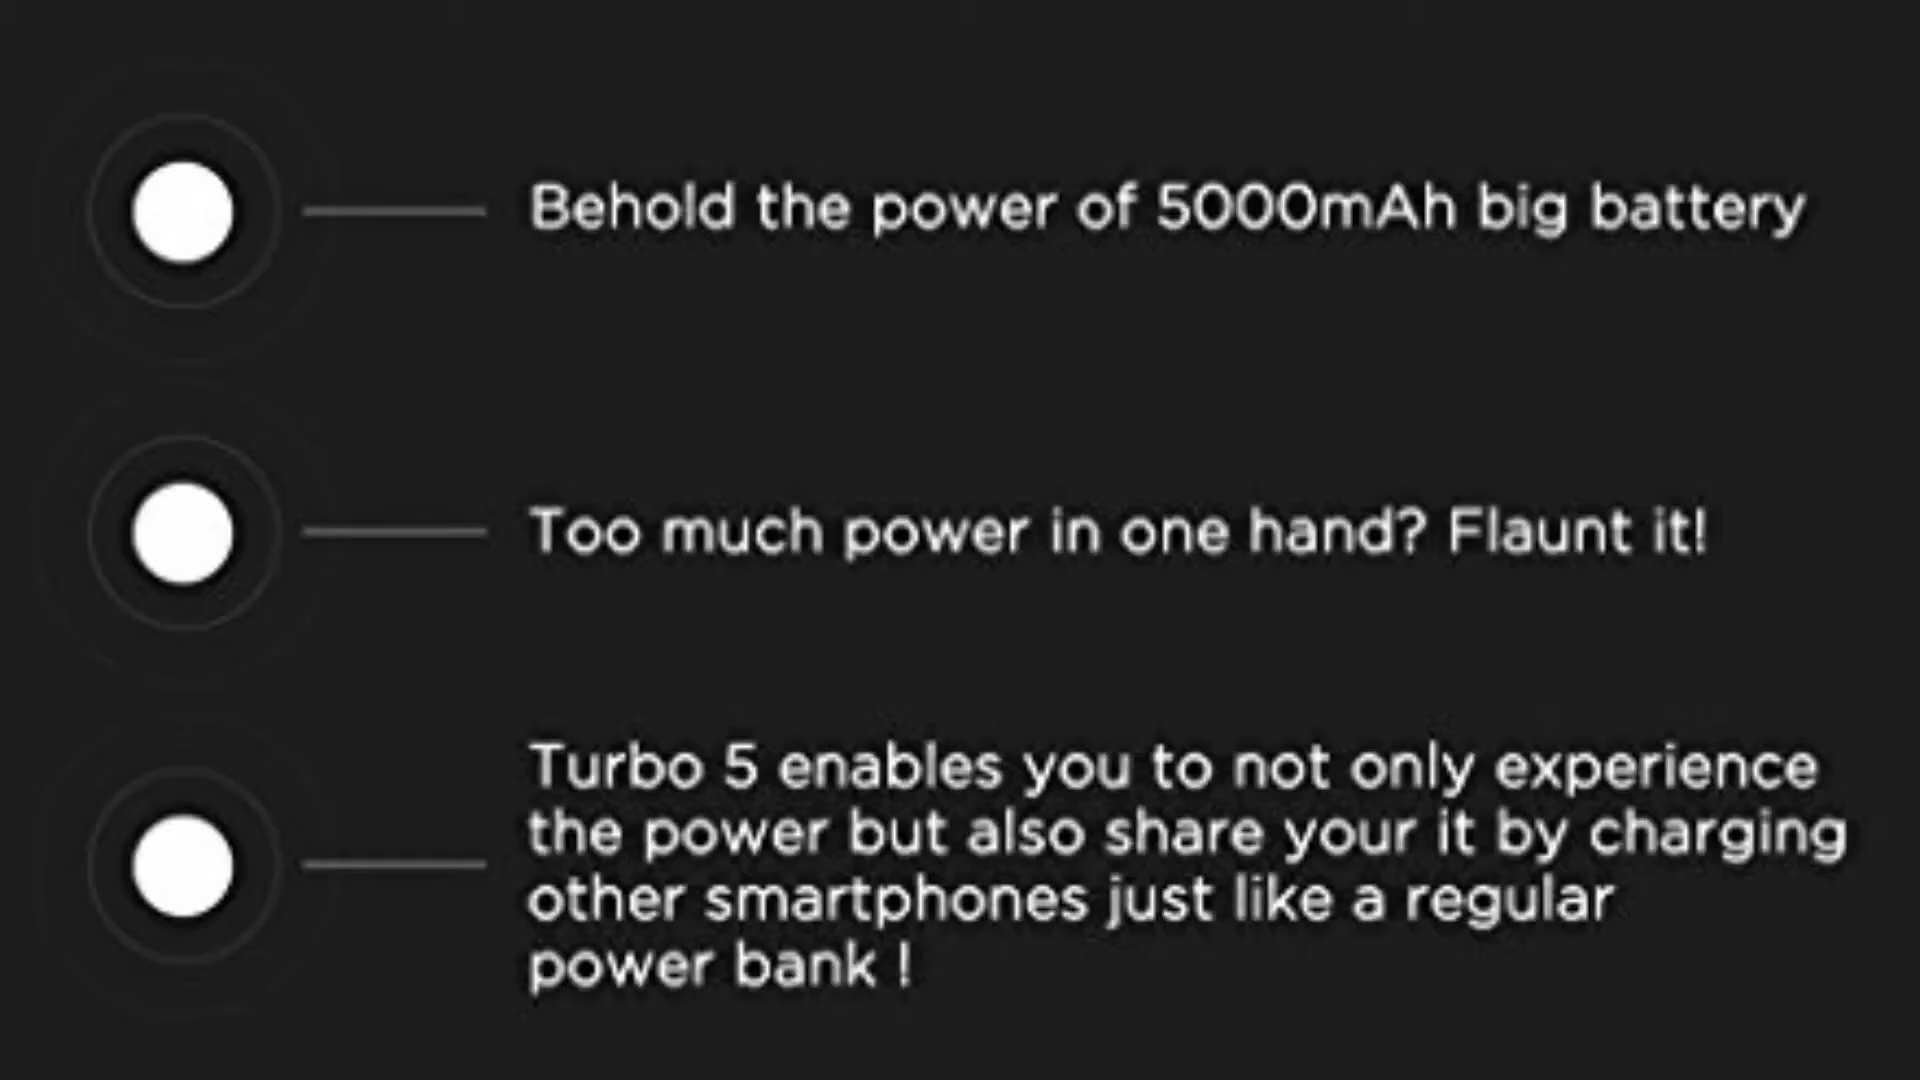 Behold the power of 5000mAh big battery
Too much power in one hand? Flaunt it!
Turbo 5 enables you to not only experience
the power but also share your it by charging
other smartphones just like a regular
power bank !